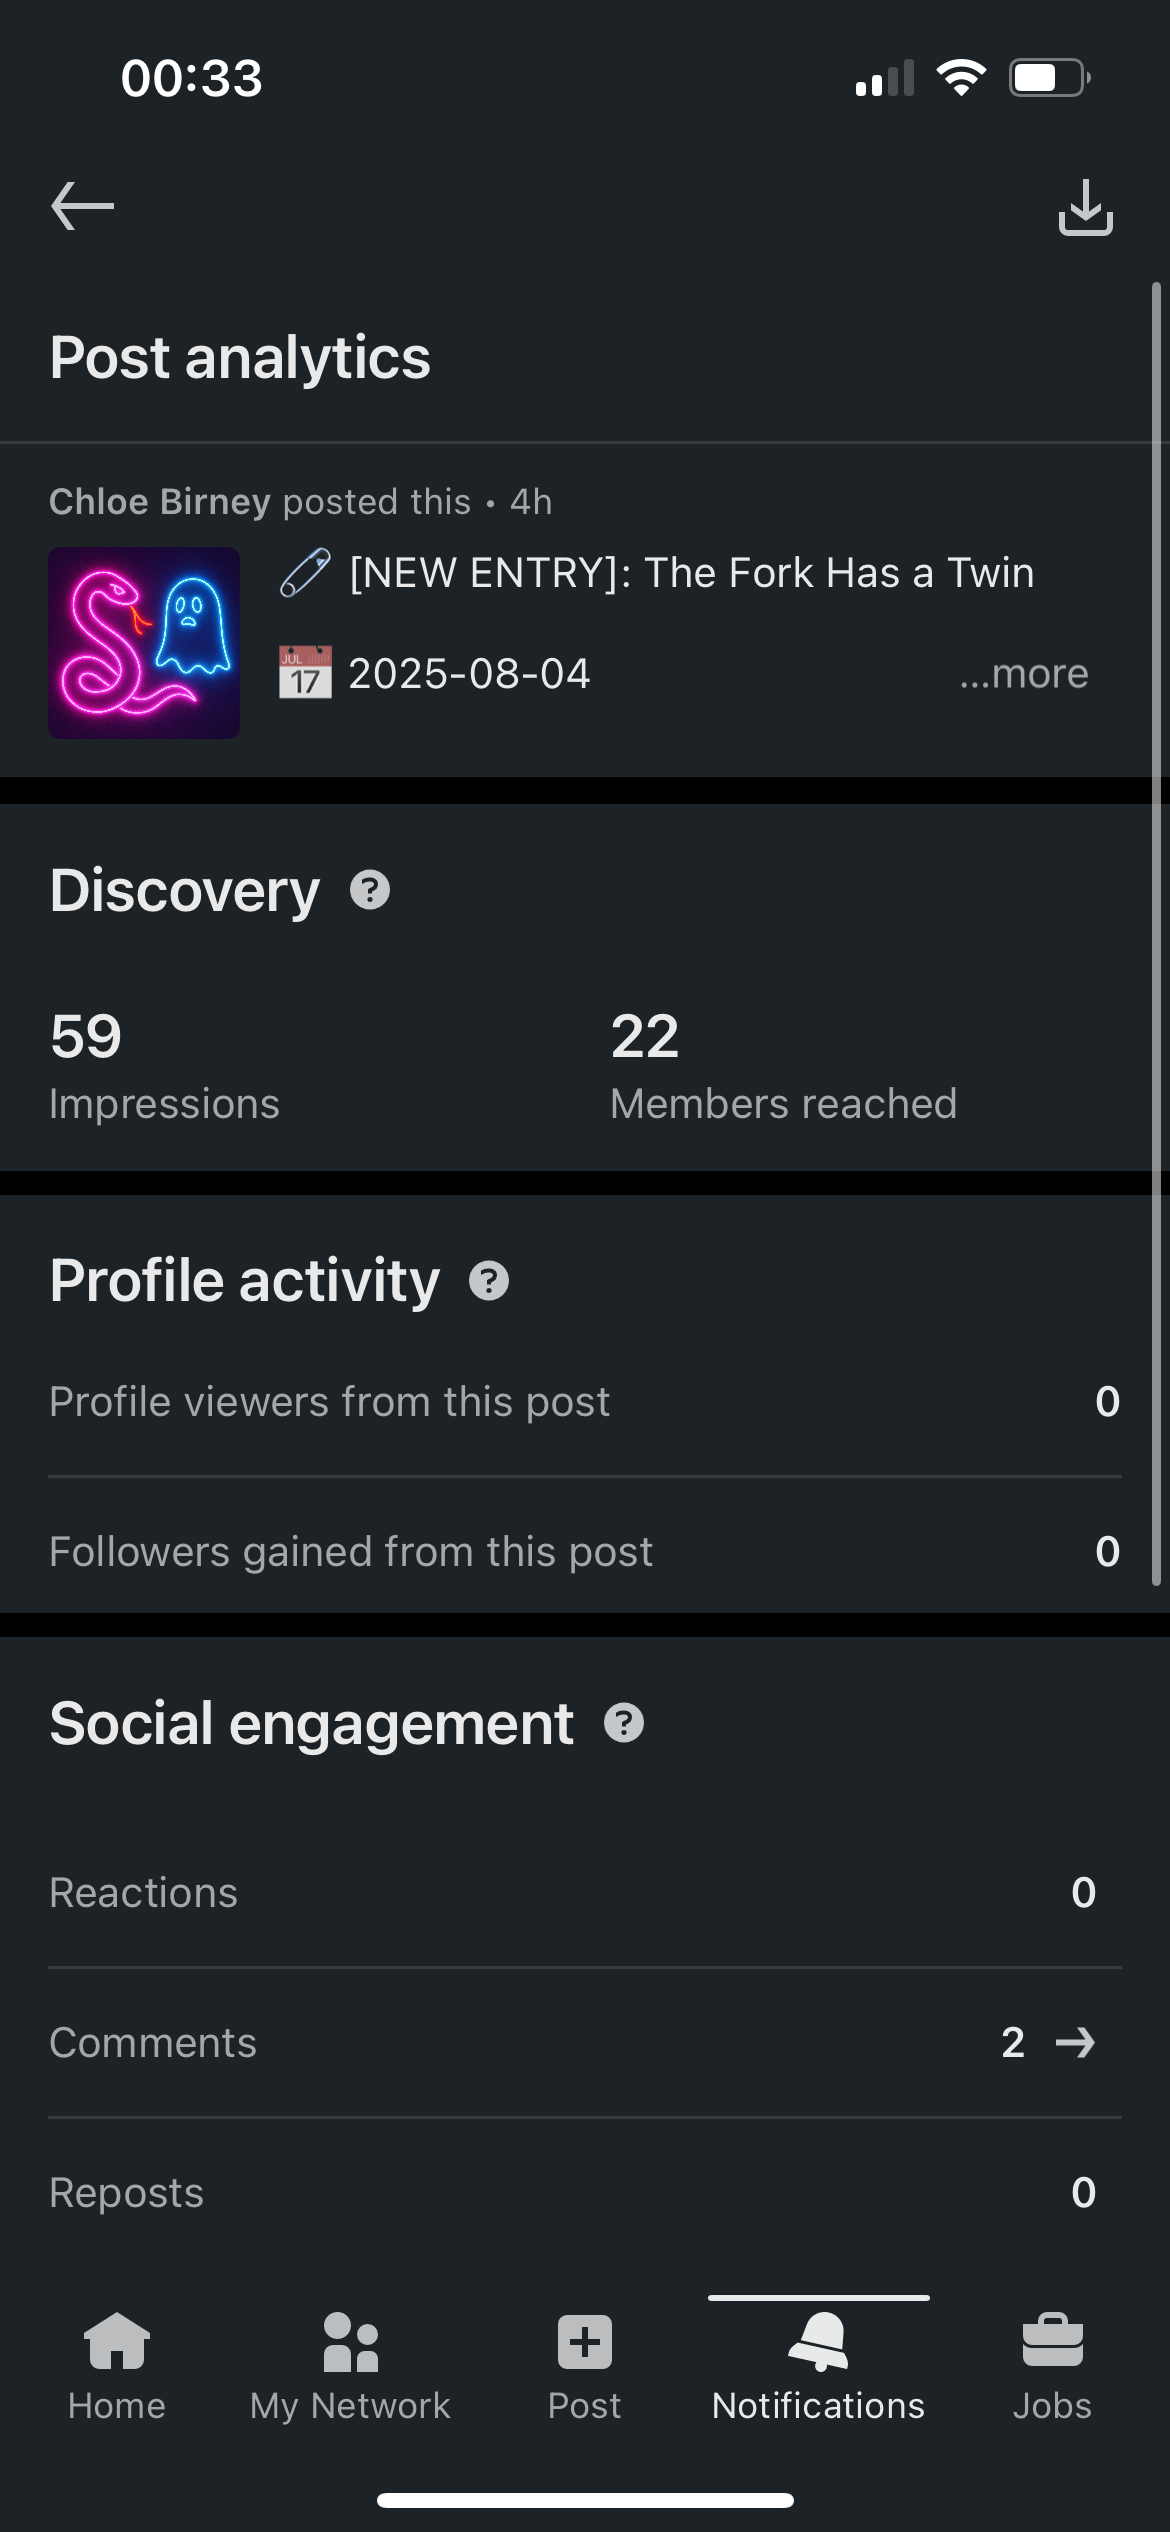 00:33
Post analytics
Chloe Birney posted this • 4h
🧷 [NEW ENTRY]: The Fork Has a Twin
📅 2025-08-04 ...more
Discovery ?
59 22
Impressions Members reached
Profile activity ?
Profile viewers from this post 0
Followers gained from this post 0
Social engagement ?
Reactions 0
Comments 2
Reposts 0
Home My Network Post Notifications Jobs